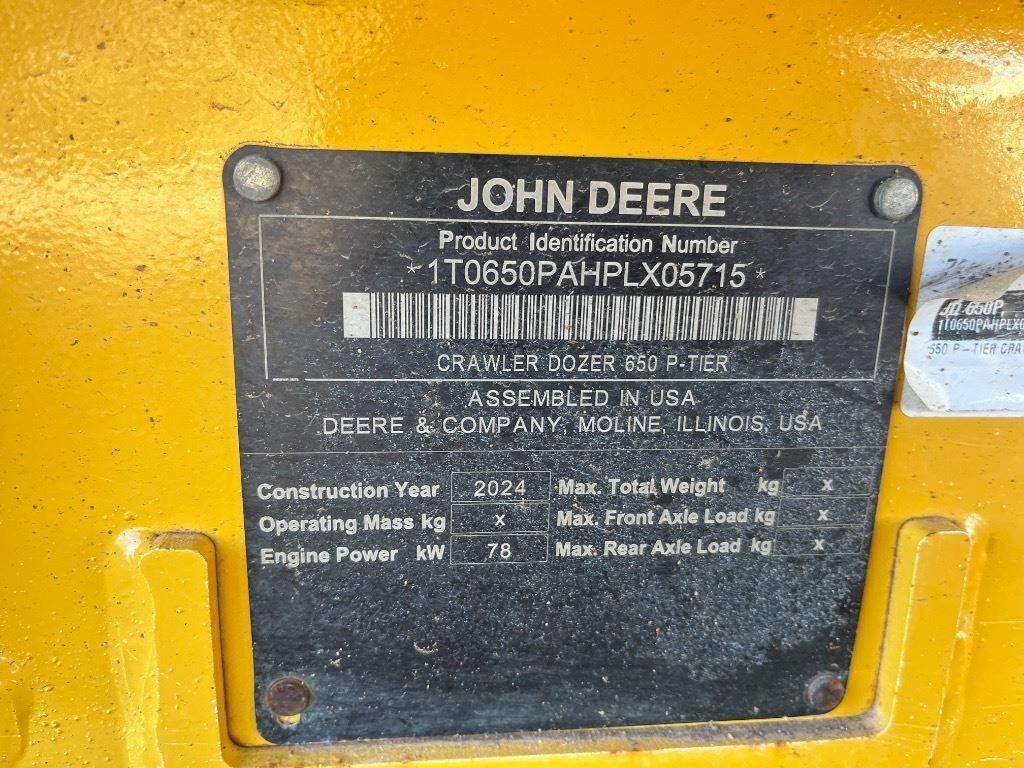 JOHN DEERE
Product Identification Number
*1T0650PAHPLX05715*
CRAWLER DOZER 650 P-TIER
ASSEMBLED IN USA
DEERE & COMPANY, MOLINE, ILLINOIS, USA
Construction Year 2024 Max. Total Weight kg X
Operating Mass kg X Max. Front Axle Load kg X
Engine Power kW 78 Max. Rear Axle Load kg X
JD 650P
1T0650PAHPLX0
650 P-TIER CRA